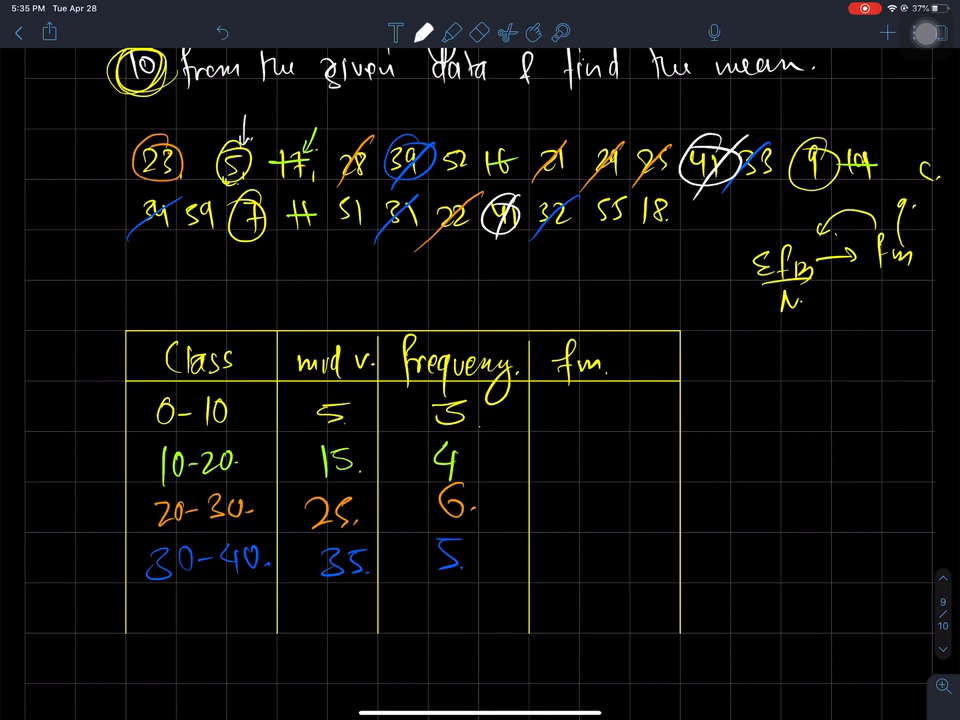 5:35 PM Tue Apr 28 37%
10 from the given data & find the mean.
23 5 17, 28 39 52 16 21 29 25 41 33 9 19
34 59 7 11 51 31 22 41 32 55 18.
Σfm → fm
N.
Class mid v. frequency. fm.
0-10 5 3
10-20. 15. 4
20-30. 25. 6.
30-40. 35. 5.
9
10